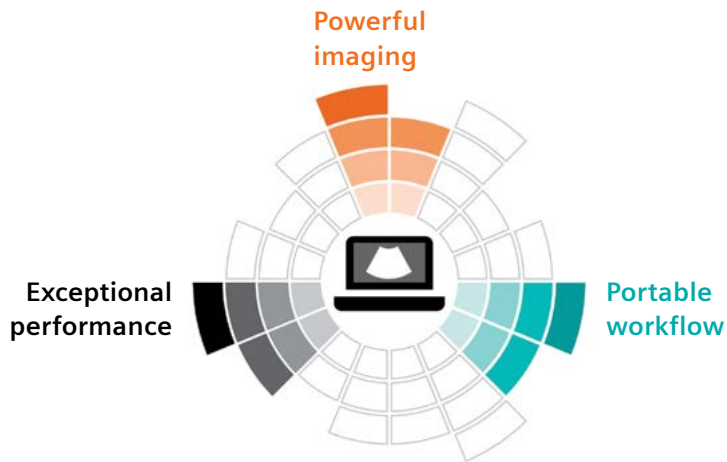 Powerful
imaging
Exceptional
performance
Portable
workflow